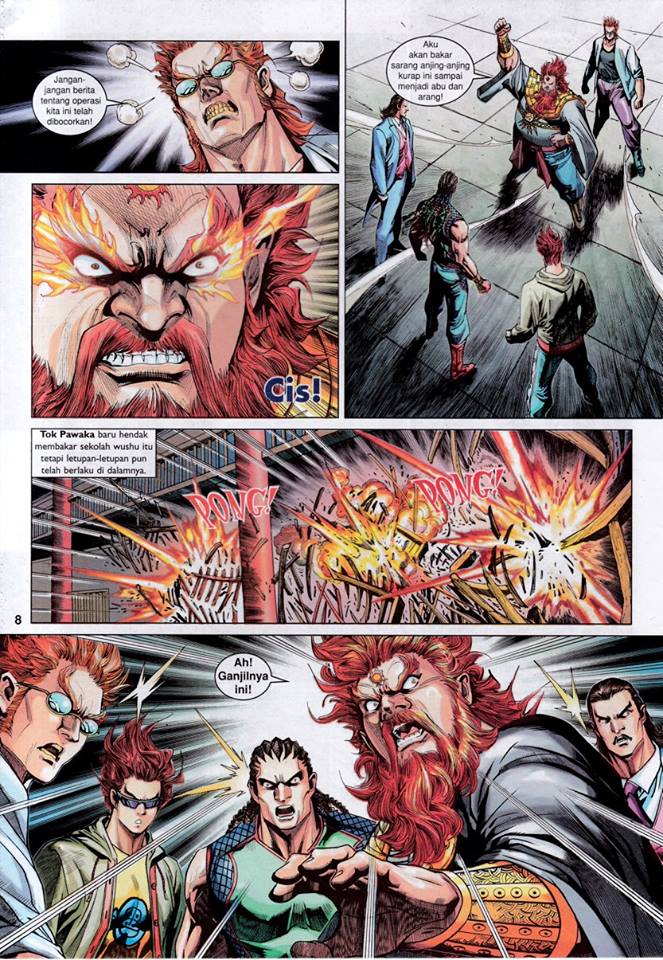 Jangan-
jangan berita
tentang operasi
kita ini telah
dibocorkan!
Aku
akan bakar
sarang anjing-anjing
kurap ini sampai
menjadi abu dan
arang!
Cis!
Tok Pawaka baru hendak
membakar sekolah wushu itu
tetapi letupan-letupan pun
telah berlaku di dalamnya.
PONG!
PONG!
8
Ah!
Ganjilnya
ini!